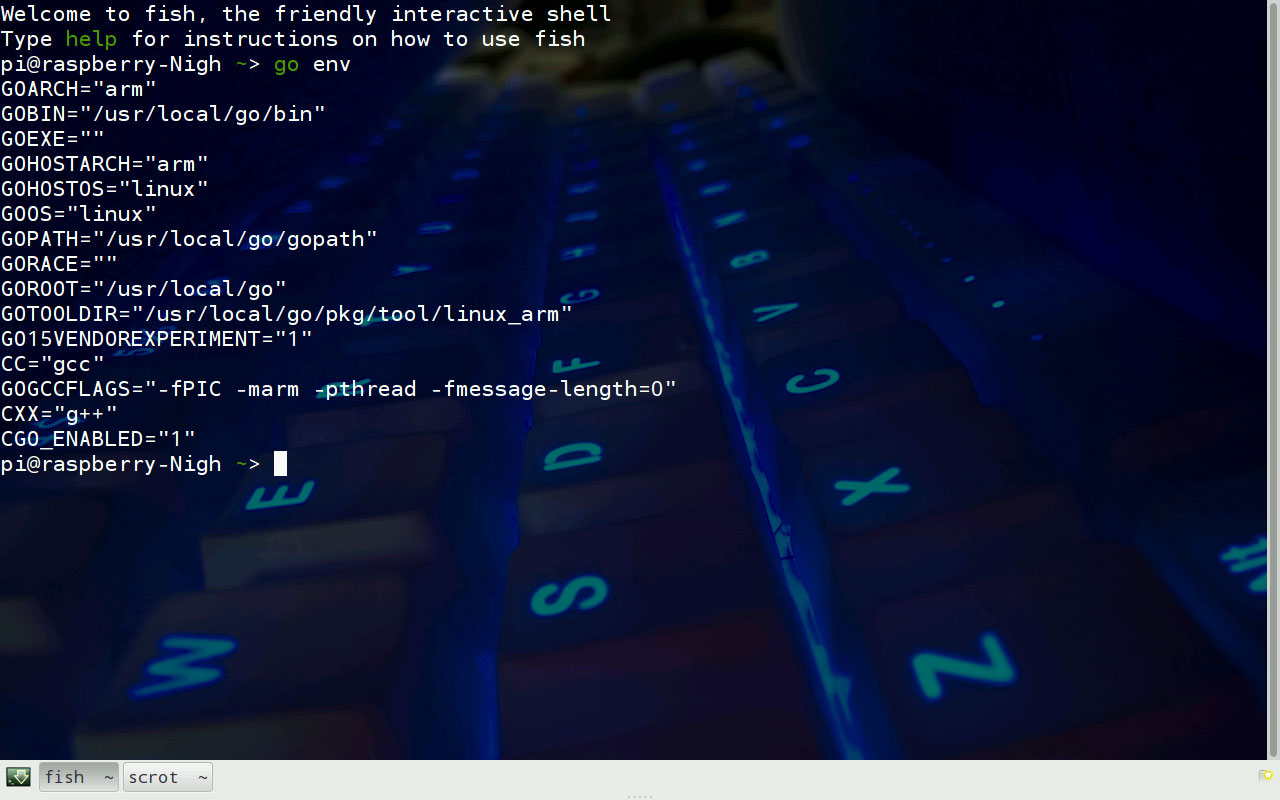 Welcome to fish, the friendly interactive shell
Type help for instructions on how to use fish
pi@raspberry-Nigh ~> go env
GOARCH="arm"
GOBIN="/usr/local/go/bin"
GOEXE=""
GOHOSTARCH="arm"
GOHOSTOS="linux"
GOOS="linux"
GOPATH="/usr/local/go/gopath"
GORACE=""
GOROOT="/usr/local/go"
GOTOOLDIR="/usr/local/go/pkg/tool/linux_arm"
GO15VENDOREXPERIMENT="1"
CC="gcc"
GOGCCFLAGS="-fPIC -marm -pthread -fmessage-length=0"
CXX="g++"
CGO_ENABLED="1"
pi@raspberry-Nigh ~>
Y
H
G
F
D
S
B
V
C
X
Z
E
W
fish ~
scrot ~